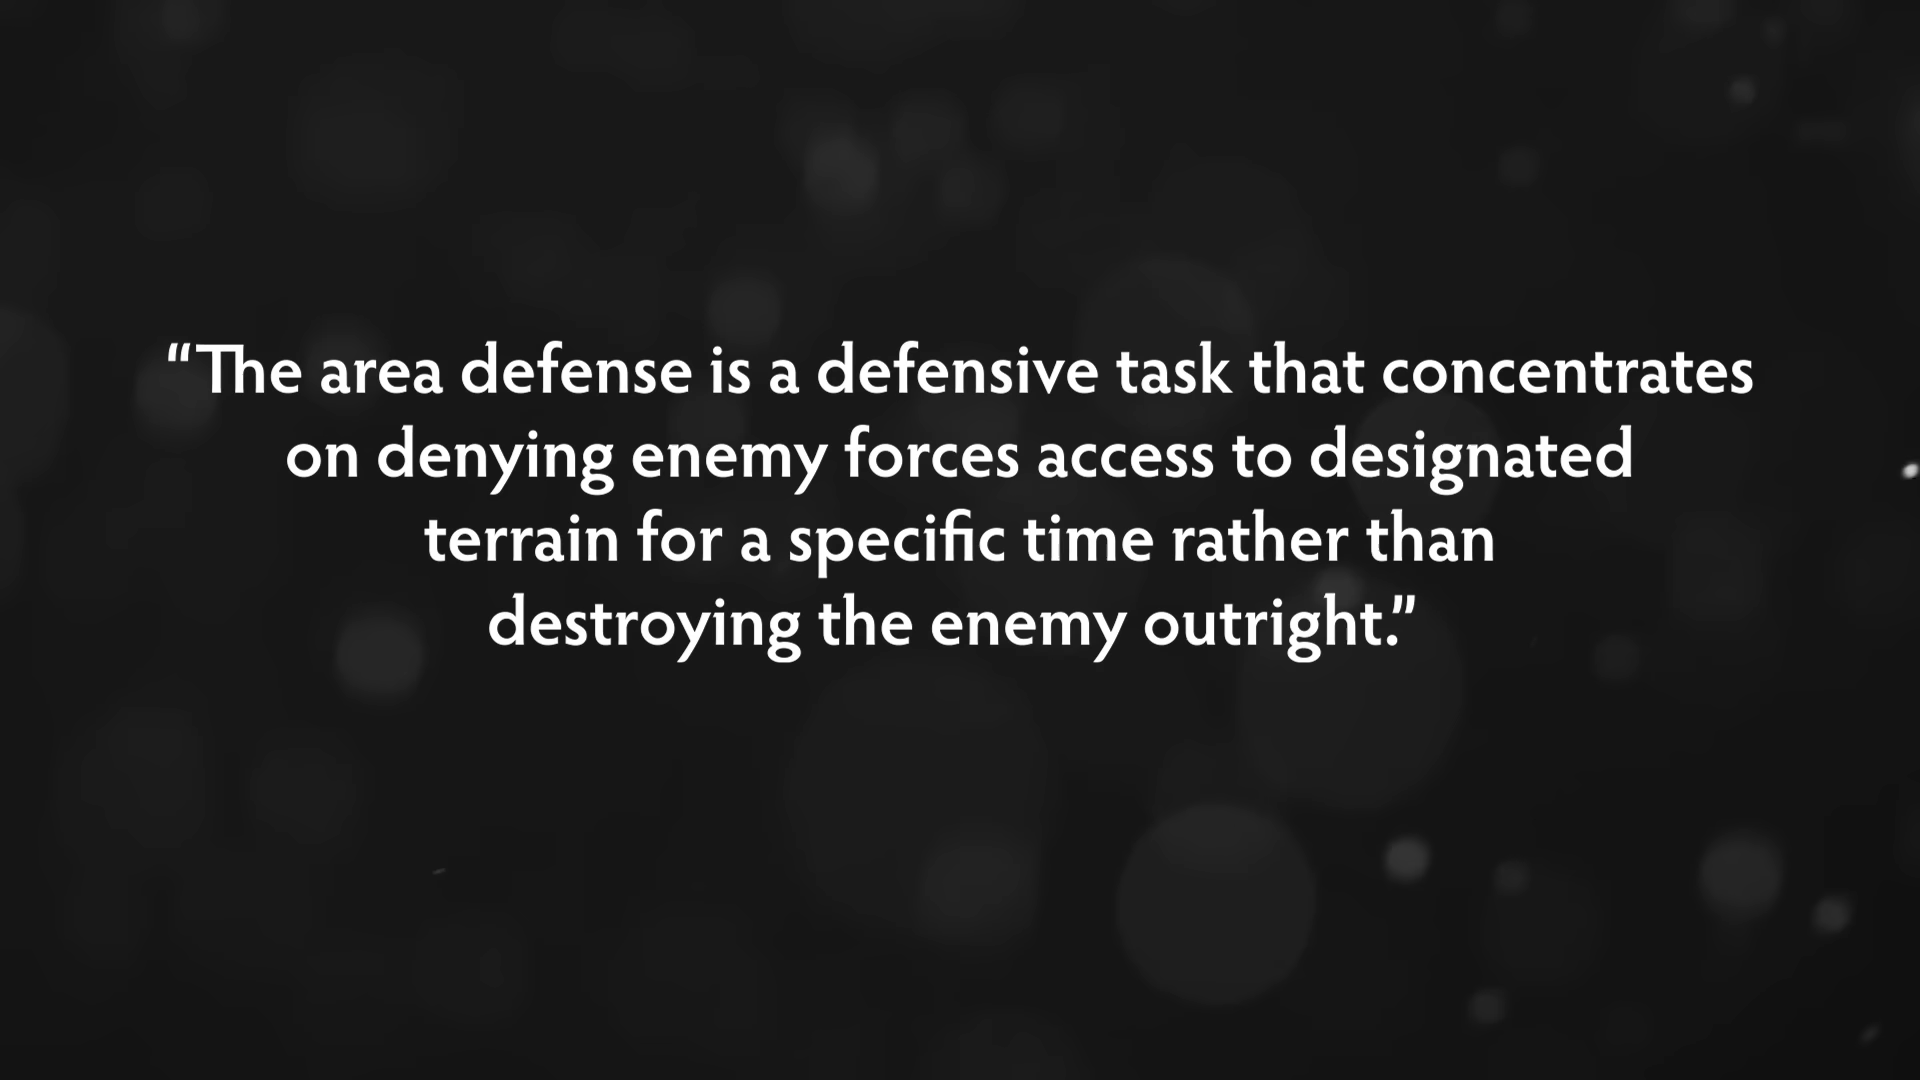 “The area defense is a defensive task that concentrates
on denying enemy forces access to designated
terrain for a specific time rather than
destroying the enemy outright.”